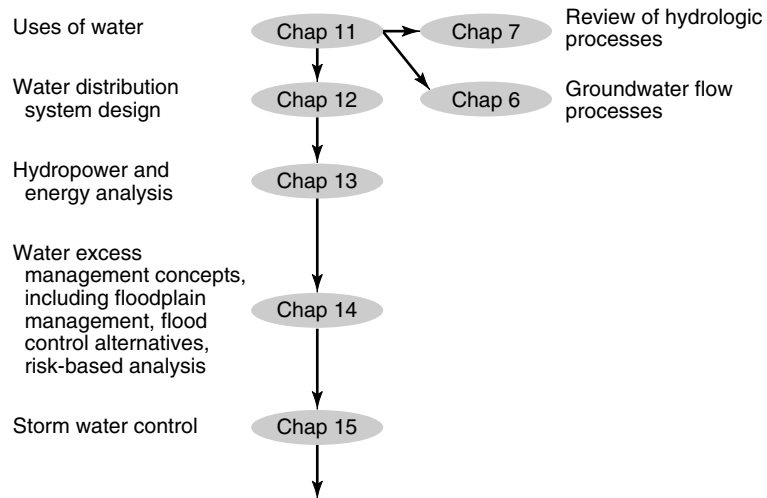 Uses of water
Chap 11
Chap 7
Review of hydrologic
processes
Water distribution
system design
Chap 12
Chap 6
Groundwater flow
processes
Hydropower and
energy analysis
Chap 13
Water excess
management concepts,
including floodplain
management, flood
control alternatives,
risk-based analysis
Chap 14
Storm water control
Chap 15